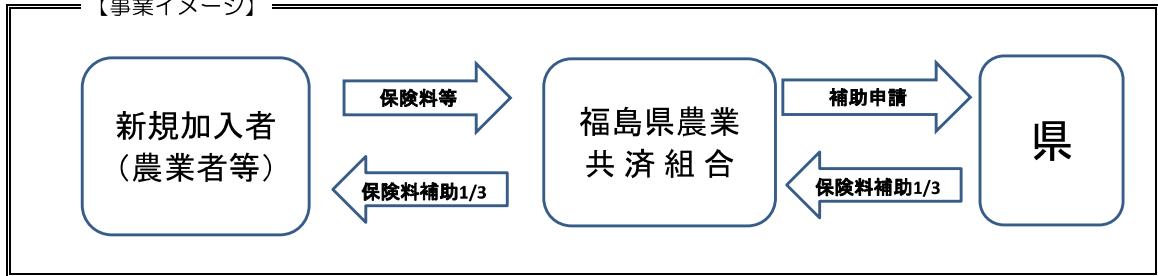 【事業イメージ】
新規加入者
（農業者等）
保険料等
保険料補助1/3
福島県農業
共済組合
補助申請
保険料補助1/3
県